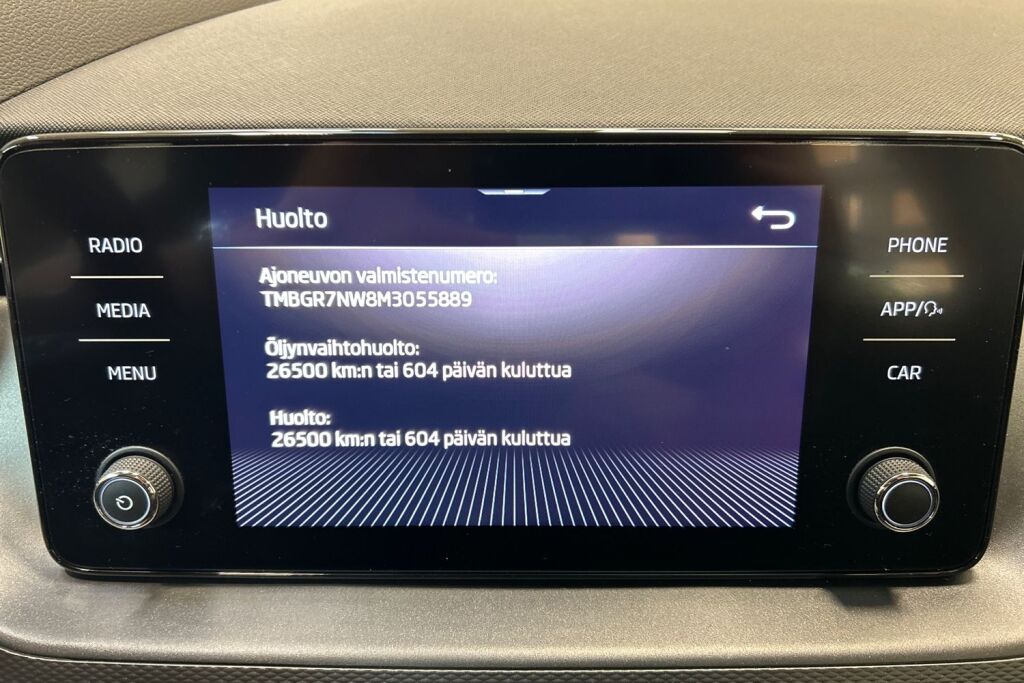 Huolto
RADIO
MEDIA
MENU
Ajoneuvon valmistenumero:
TMBGR7NW8M3055889
Öljynvaihtohuolto:
26500 km:n tai 604 päivän kuluttua
Huolto:
26500 km:n tai 604 päivän kuluttua
PHONE
APP/
CAR